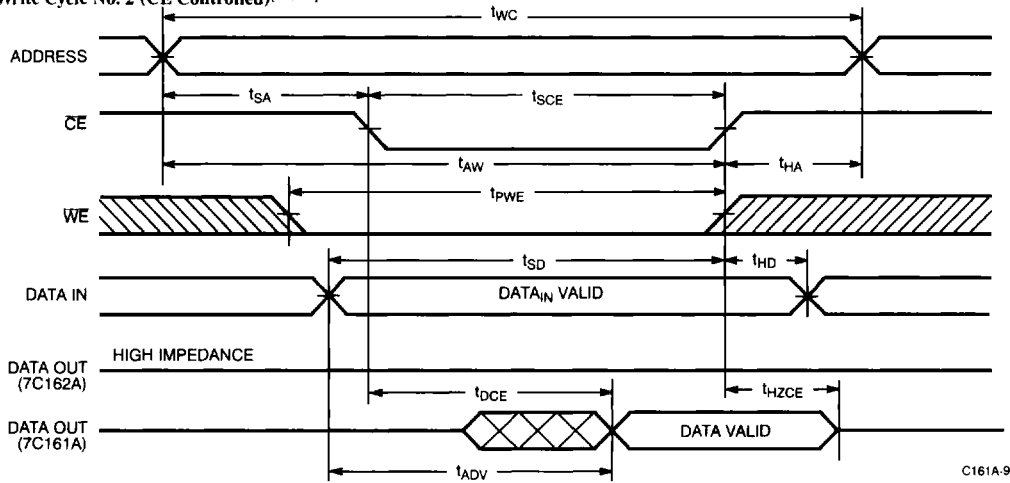 Write Cycle No. 2 (CE Controlled)
tWC
ADDRESS
tSA
tSCE
CE
tAW
tHA
tPWE
WE
tSD
tHD
DATA IN
DATAIN VALID
HIGH IMPEDANCE
DATA OUT
(7C162A)
tDCE
tHZCE
DATA OUT
(7C161A)
DATA VALID
tADV
C161A-9